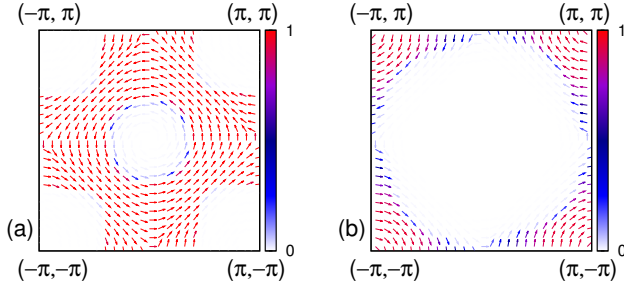 (-π, π) (π, π) (-π, π) (π, π)
1 1
(a) (b)
0 0
(-π,-π) (π,-π) (-π,-π) (π,-π)